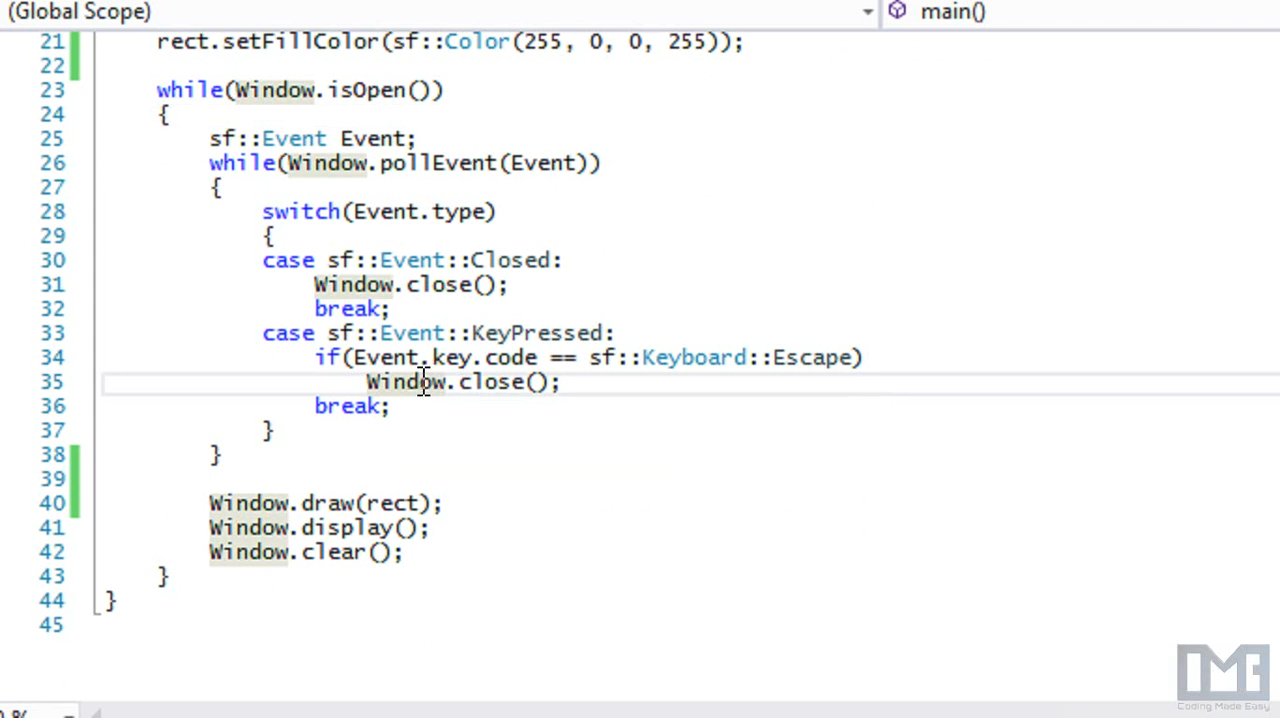 (Global Scope) main()
21 rect.setFillColor(sf::Color(255, 0, 0, 255));
22
23 while(Window.isOpen())
24 {
25 sf::Event Event;
26 while(Window.pollEvent(Event))
27 {
28 switch(Event.type)
29 {
30 case sf::Event::Closed:
31 Window.close();
32 break;
33 case sf::Event::KeyPressed:
34 if(Event.key.code == sf::Keyboard::Escape)
35 Window.close();
36 break;
37 }
38 }
39
40 Window.draw(rect);
41 Window.display();
42 Window.clear();
43 }
44 }
45
CME
Coding Made Easy